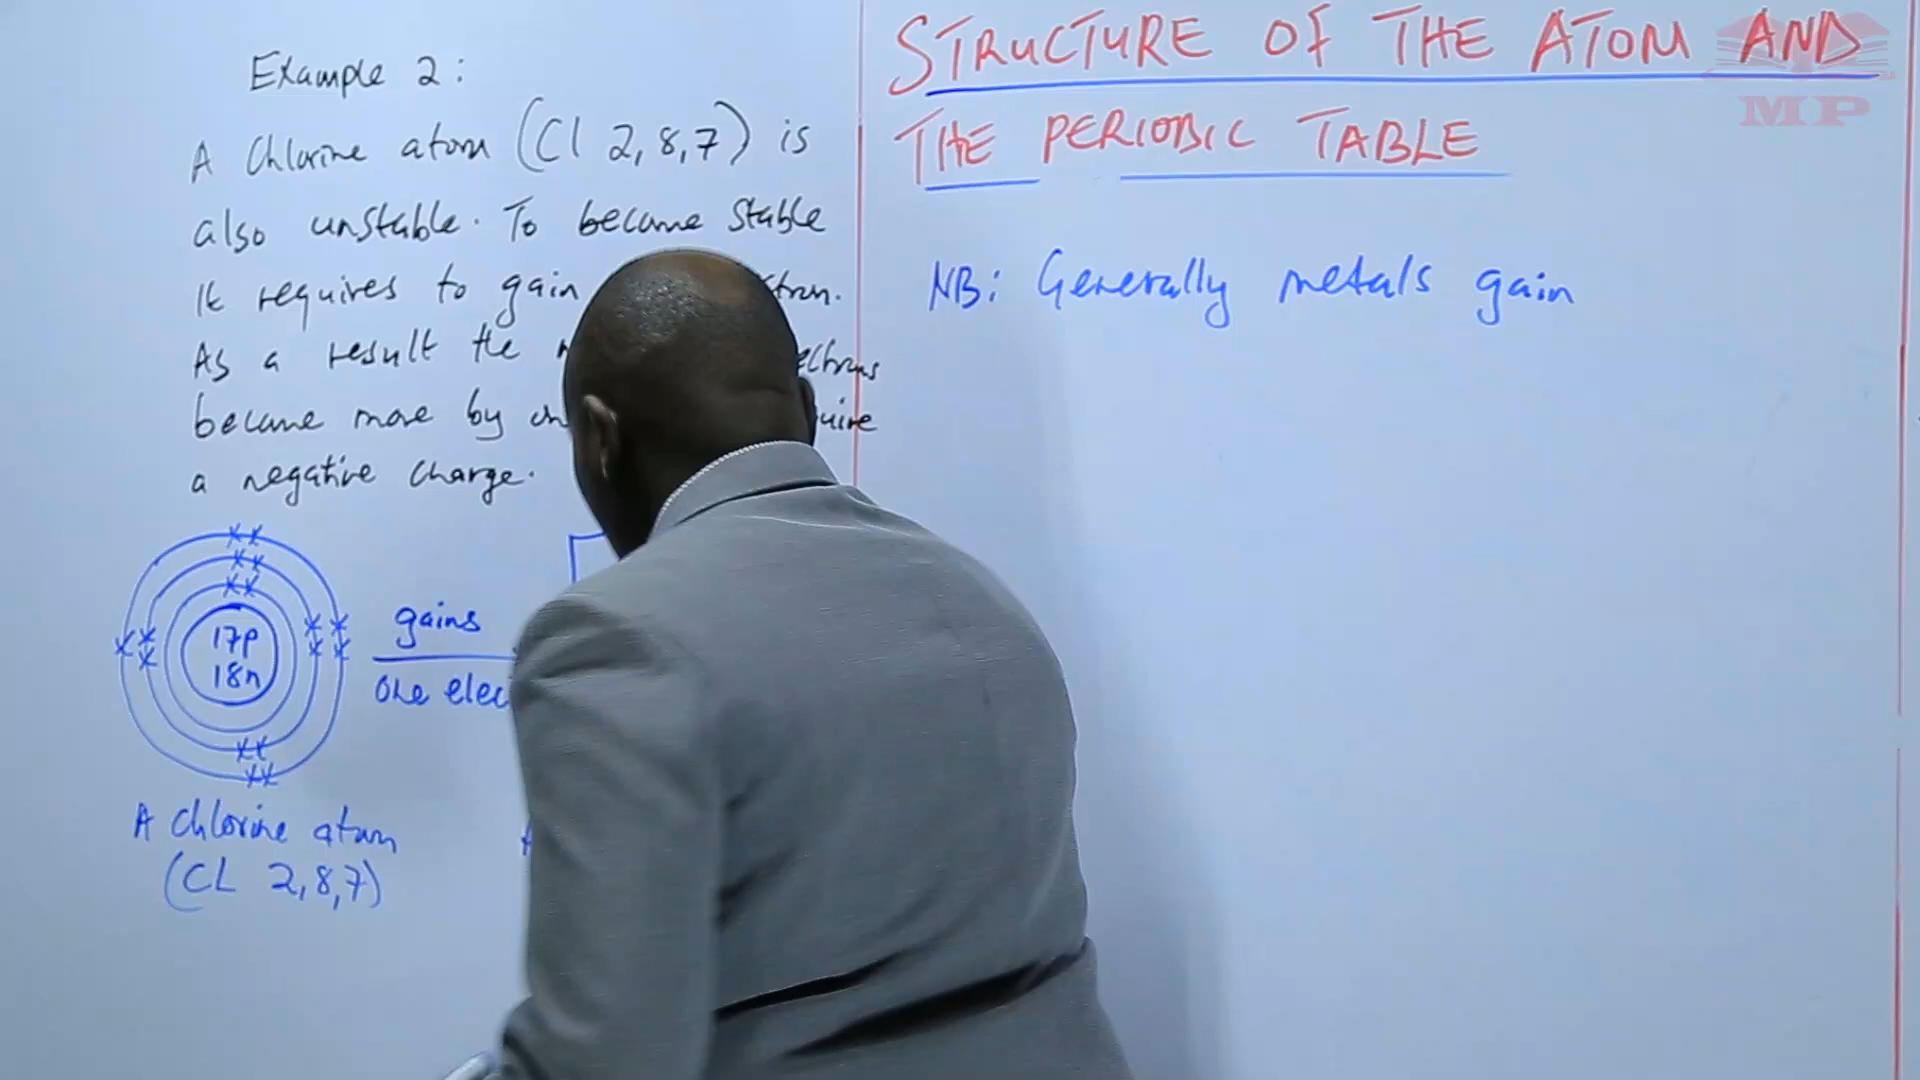 Example 2:
A Chlorine atom (Cl 2,8,7) is
also unstable. To become stable
It requires to gain
As a result the
become more by
a negative charge.
17p
18n
gains
One elec
A Chlorine atom
(CL 2,8,7)
STRUCTURE OF THE ATOM AND
THE PERIODIC TABLE
NB: Generally metals gain
MP